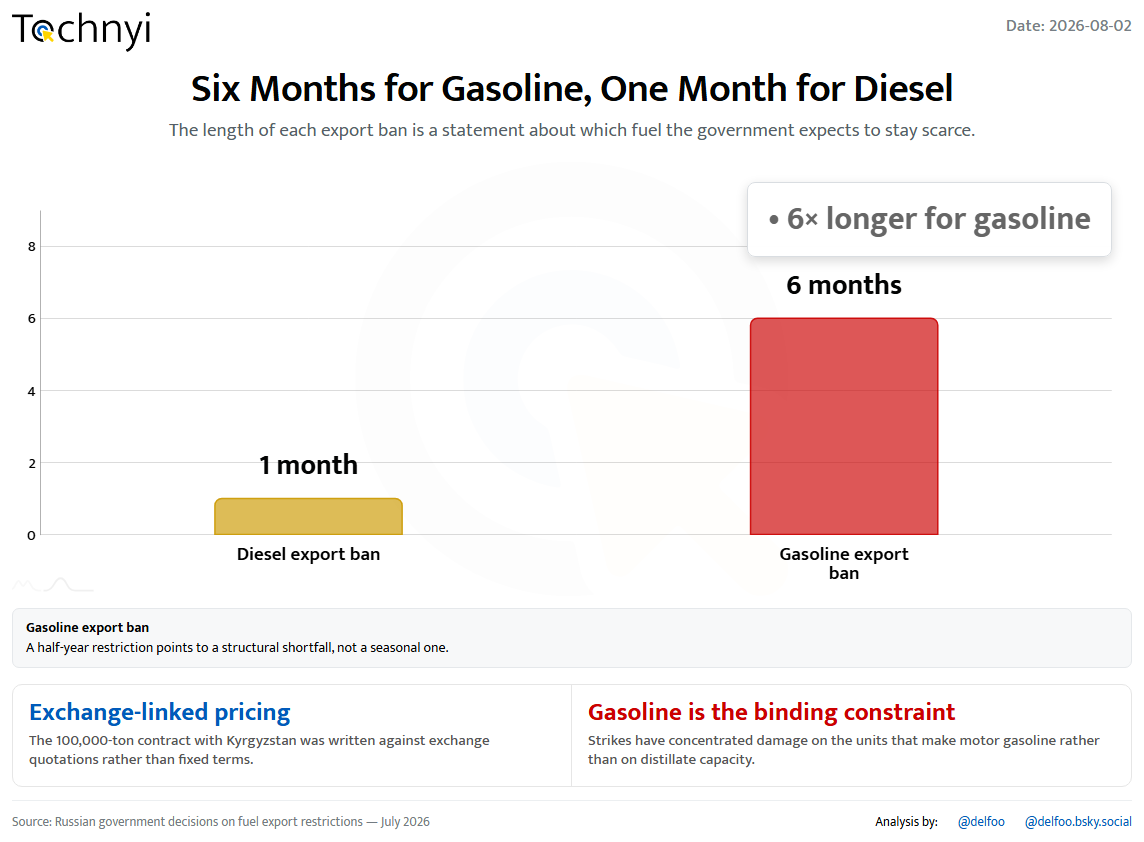 Technyi
Date: 2026-08-02
Six Months for Gasoline, One Month for Diesel
The length of each export ban is a statement about which fuel the government expects to stay scarce.
• 6× longer for gasoline
8
6
4
2
0
1 month
6 months
Diesel export ban
Gasoline export
ban
Gasoline export ban
A half-year restriction points to a structural shortfall, not a seasonal one.
Exchange-linked pricing
The 100,000-ton contract with Kyrgyzstan was written against exchange
quotations rather than fixed terms.
Gasoline is the binding constraint
Strikes have concentrated damage on the units that make motor gasoline rather
than on distillate capacity.
Source: Russian government decisions on fuel export restrictions — July 2026
Analysis by: @delfoo @delfoo.bsky.social